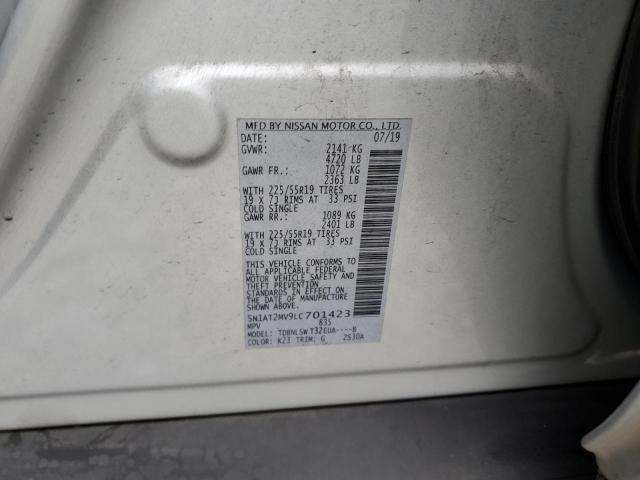 MFD BY NISSAN MOTOR CO., LTD.
DATE: 07/19
GVWR: 2141 KG
4720 LB
GAWR FR.: 1072 KG
2363 LB
WITH 225/55R19 TIRES
19 X 7J RIMS AT 33 PSI
COLD SINGLE
GAWR RR.: 1089 KG
2401 LB
WITH 225/55R19 TIRES
19 X 7J RIMS AT 33 PSI
COLD SINGLE
THIS VEHICLE CONFORMS TO
ALL APPLICABLE FEDERAL
MOTOR VEHICLE SAFETY AND
THEFT PREVENTION
STANDARDS IN EFFECT ON THE
DATE OF MANUFACTURE
SHOWN ABOVE.
5N1AT2MV9LC701423
MPV 835
MODEL: TDBNLSW T32EUA----B
COLOR: K23 TRIM: G 2S30A